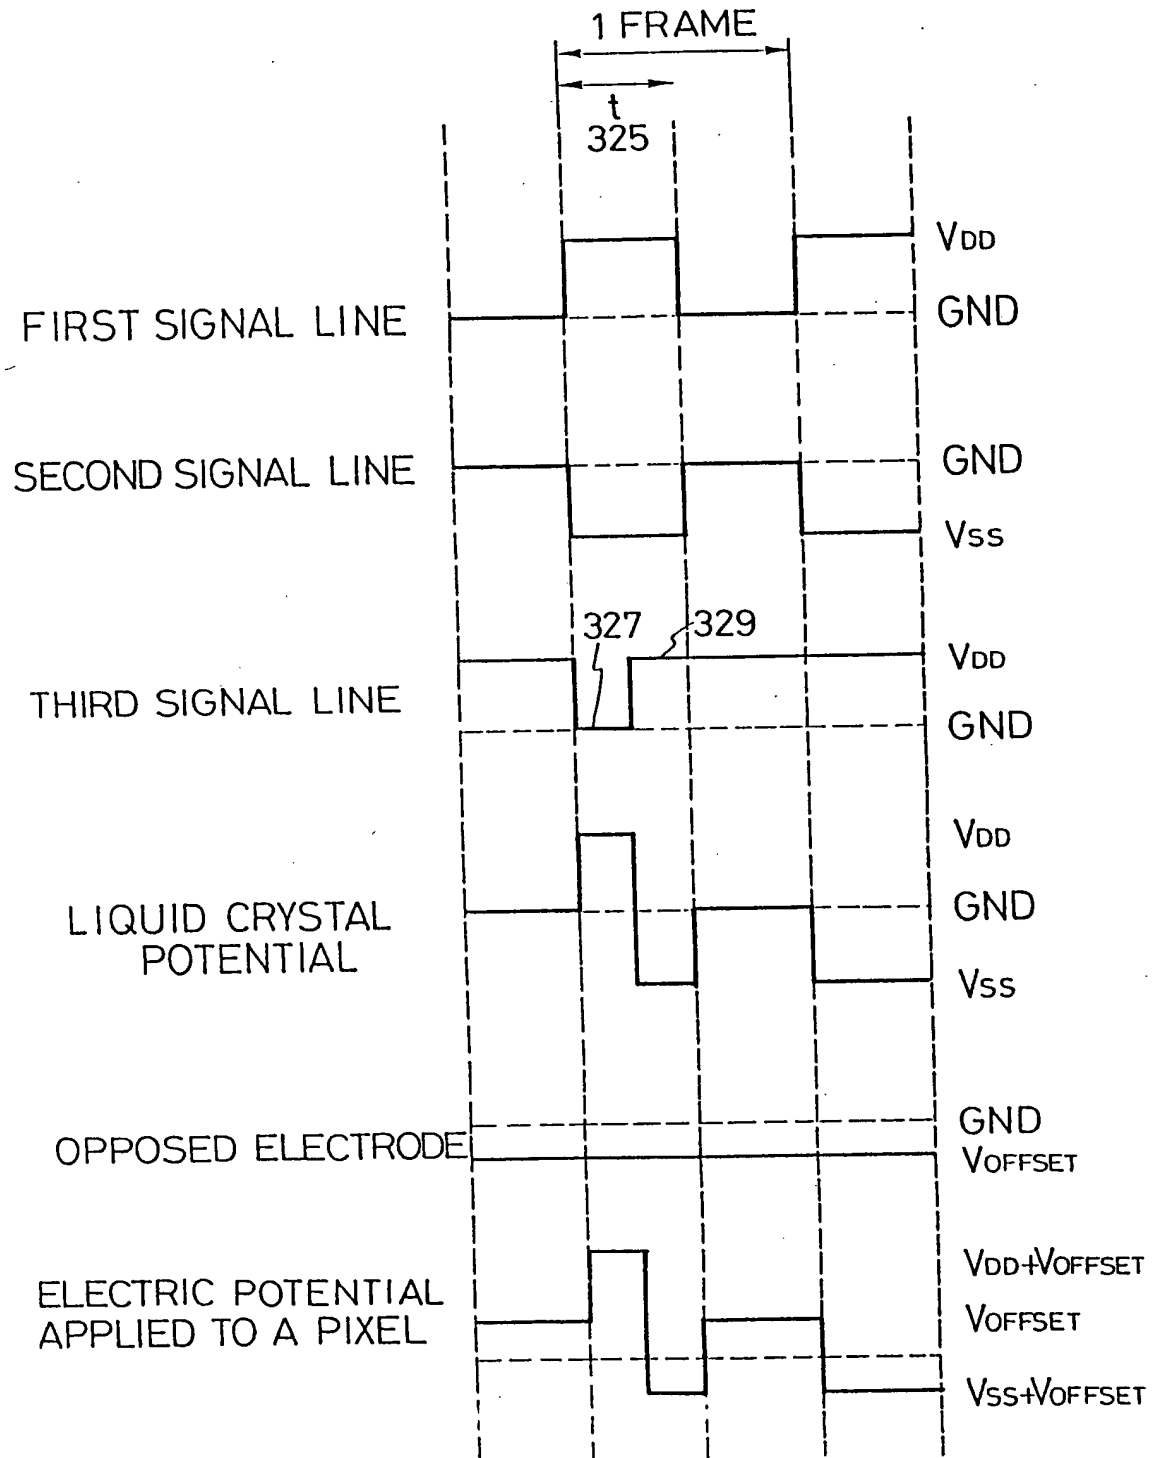 1 FRAME
t
325
VDD
FIRST SIGNAL LINE
GND
SECOND SIGNAL LINE
GND
VSS
327
329
VDD
THIRD SIGNAL LINE
GND
VDD
LIQUID CRYSTAL
POTENTIAL
GND
VSS
GND
OPPOSED ELECTRODE
VOFFSET
VDD+VOFFSET
ELECTRIC POTENTIAL
APPLIED TO A PIXEL
VOFFSET
VSS+VOFFSET